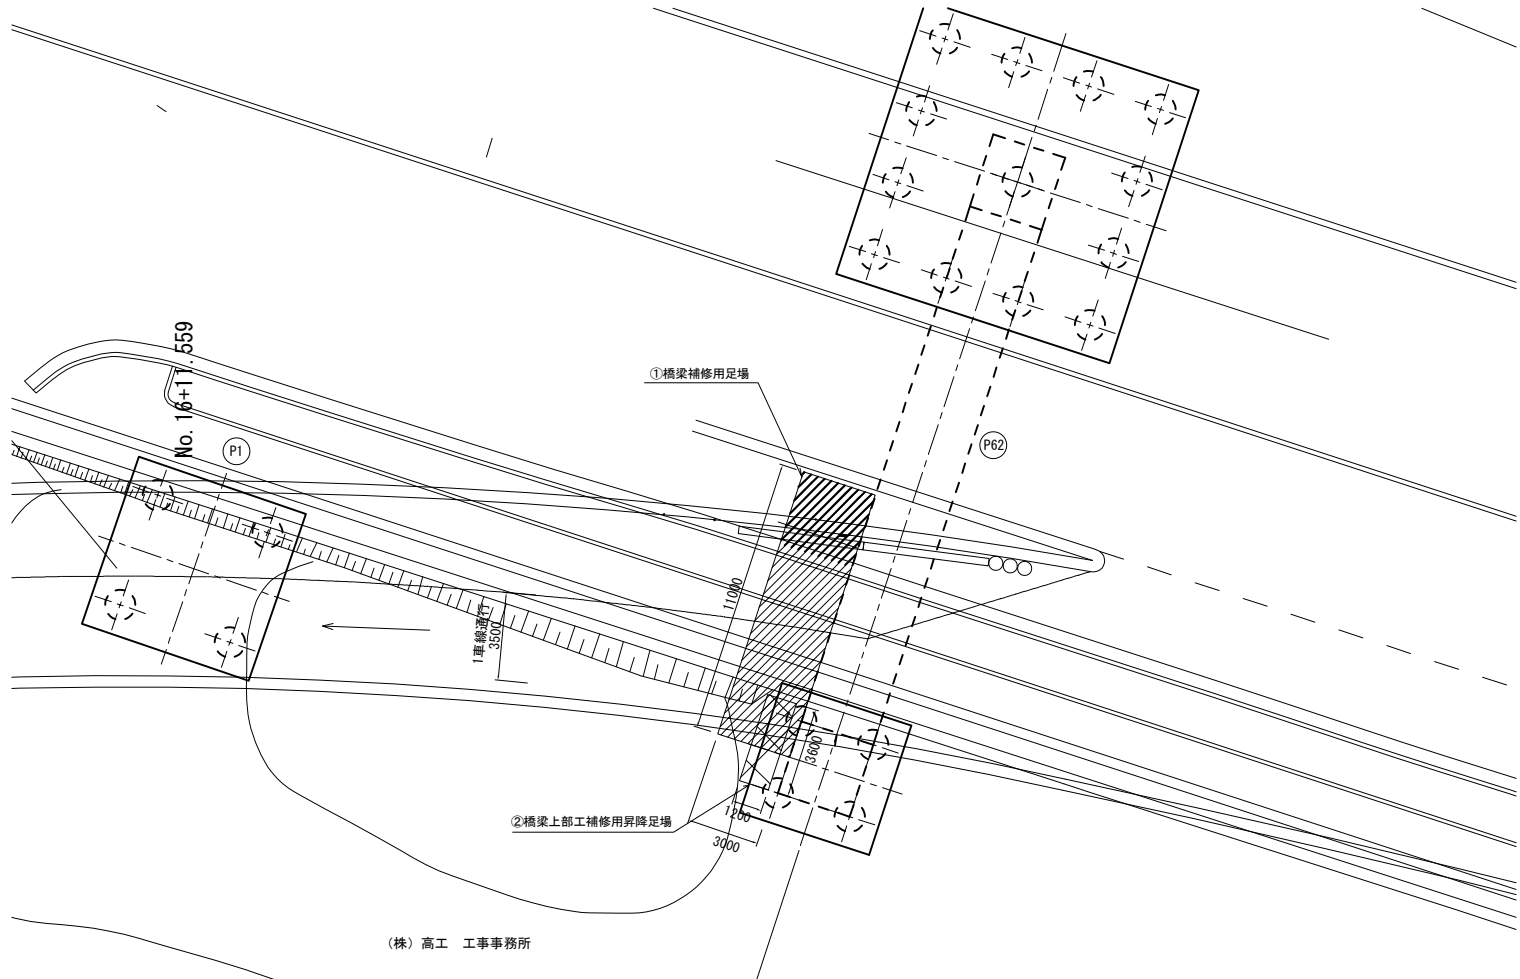 No. 16+11.559
P1
①橋梁補修用足場
P62
11000
1車線通行
3500
3600
②橋梁上部工補修用昇降足場
1200
3000
（株）高工　工事事務所